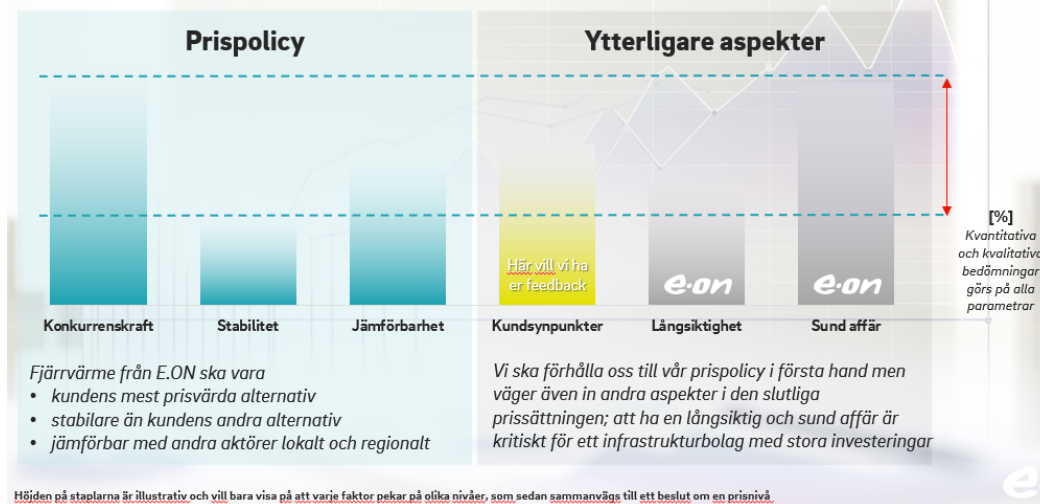 Prispolicy
Ytterligare aspekter
[%]
Kvantitativa
och kvalitativa
bedömningar
görs på alla
parametrar
Här vill vi ha
er feedback
e·on
e·on
Konkurrenskraft
Stabilitet
Jämförbarhet
Kundsynpunkter
Långsiktighet
Sund affär
Fjärrvärme från E.ON ska vara
• kundens mest prisvärda alternativ
• stabilare än kundens andra alternativ
• jämförbar med andra aktörer lokalt och regionalt
Vi ska förhålla oss till vår prispolicy i första hand men
väger även in andra aspekter i den slutliga
prissättningen; att ha en långsiktig och sund affär är
kritiskt för ett infrastrukturbolag med stora investeringar
Höjden på staplarna är illustrativ och vill bara visa på att varje faktor pekar på olika nivåer, som sedan sammanvägs till ett beslut om en prisnivå
e